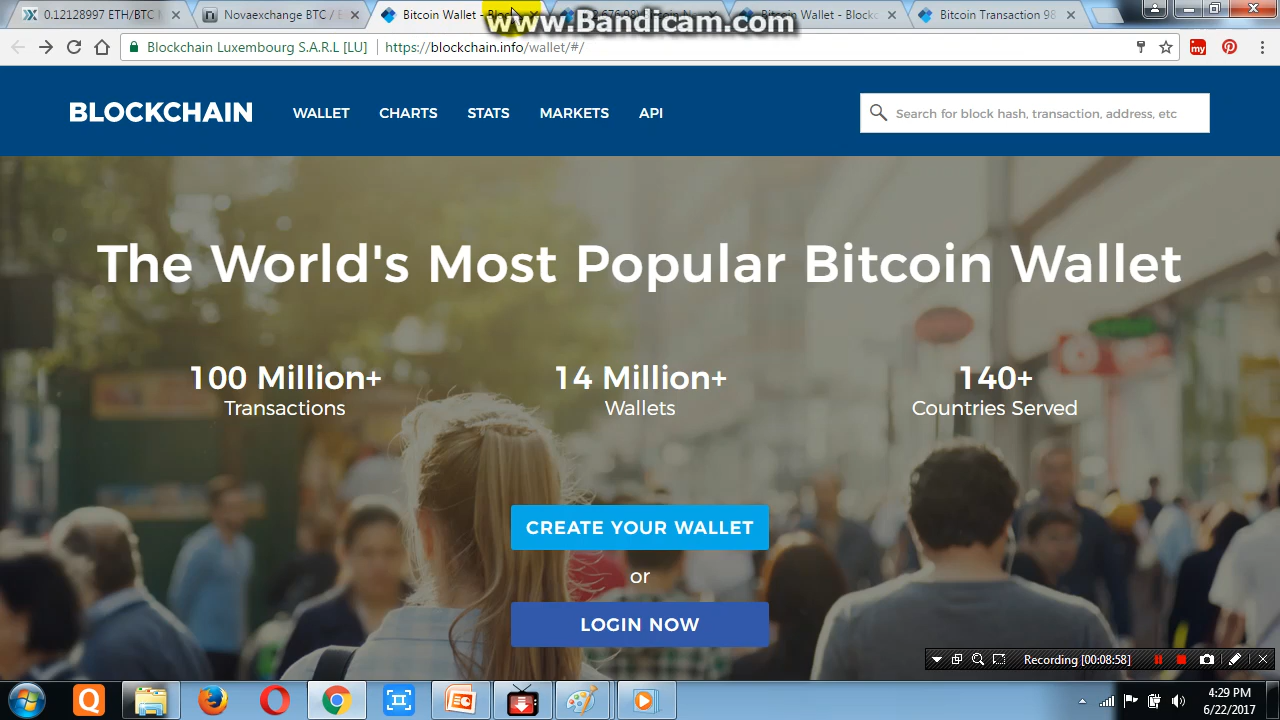 0.12128997 ETH/BTC
Novaexchange BTC /
Bitcoin Wallet - Bloc
Bitcoin Wallet - Blockc
Bitcoin Transaction 98
www.Bandicam.com
Blockchain Luxembourg S.A.R.L [LU]
https://blockchain.info/wallet/#/
my
BLOCKCHAIN
WALLET
CHARTS
STATS
MARKETS
API
Search for block hash, transaction, address, etc
The World's Most Popular Bitcoin Wallet
100 Million+
Transactions
14 Million+
Wallets
140+
Countries Served
CREATE YOUR WALLET
or
LOGIN NOW
Recording [00:08:58]
Q
4:29 PM
6/22/2017